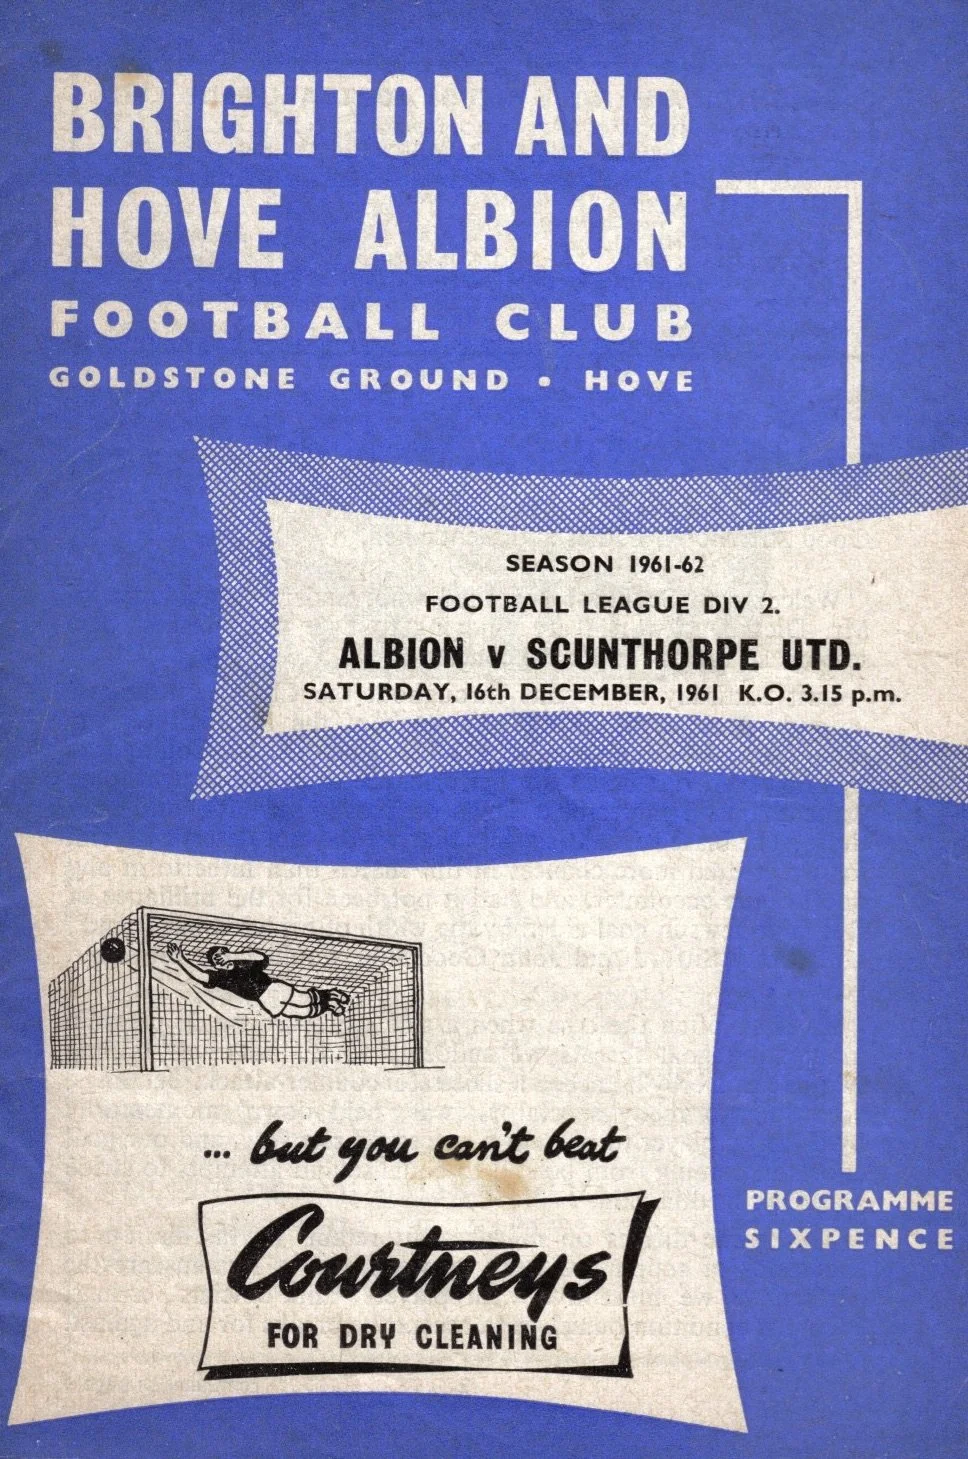 BRIGHTON AND
HOVE ALBION
FOOTBALL CLUB
GOLDSTONE GROUND • HOVE
SEASON 1961-62
FOOTBALL LEAGUE DIV 2.
ALBION v SCUNTHORPE UTD.
SATURDAY, 16th DECEMBER, 1961 K.O. 3.15 p.m.
... but you can't beat
Courtneys!
FOR DRY CLEANING
PROGRAMME
SIXPENCE